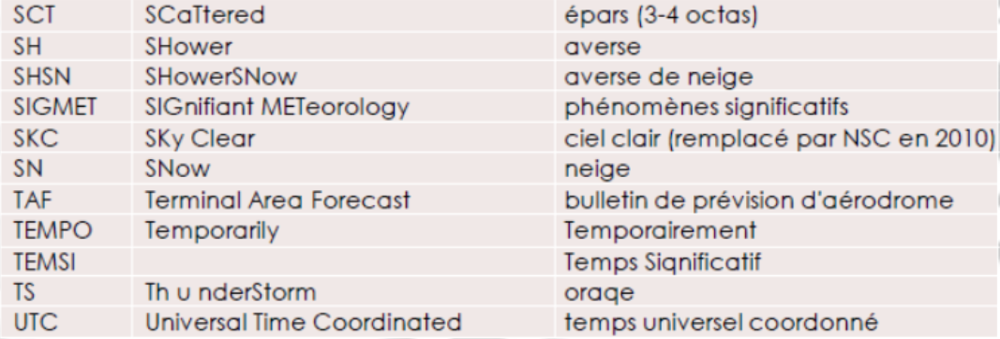 SCT SCaTtered épars (3-4 octas)
SH SHower averse
SHSN SHowerSNow averse de neige
SIGMET SIGnifiant METeorology phénomènes significatifs
SKC SKy Clear ciel clair (remplacé par NSC en 2010)
SN SNow neige
TAF Terminal Area Forecast bulletin de prévision d'aérodrome
TEMPO Temporarily Temporairement
TEMSI Temps Siqnificatif
TS Th u nderStorm oraqe
UTC Universal Time Coordinated temps universel coordonné